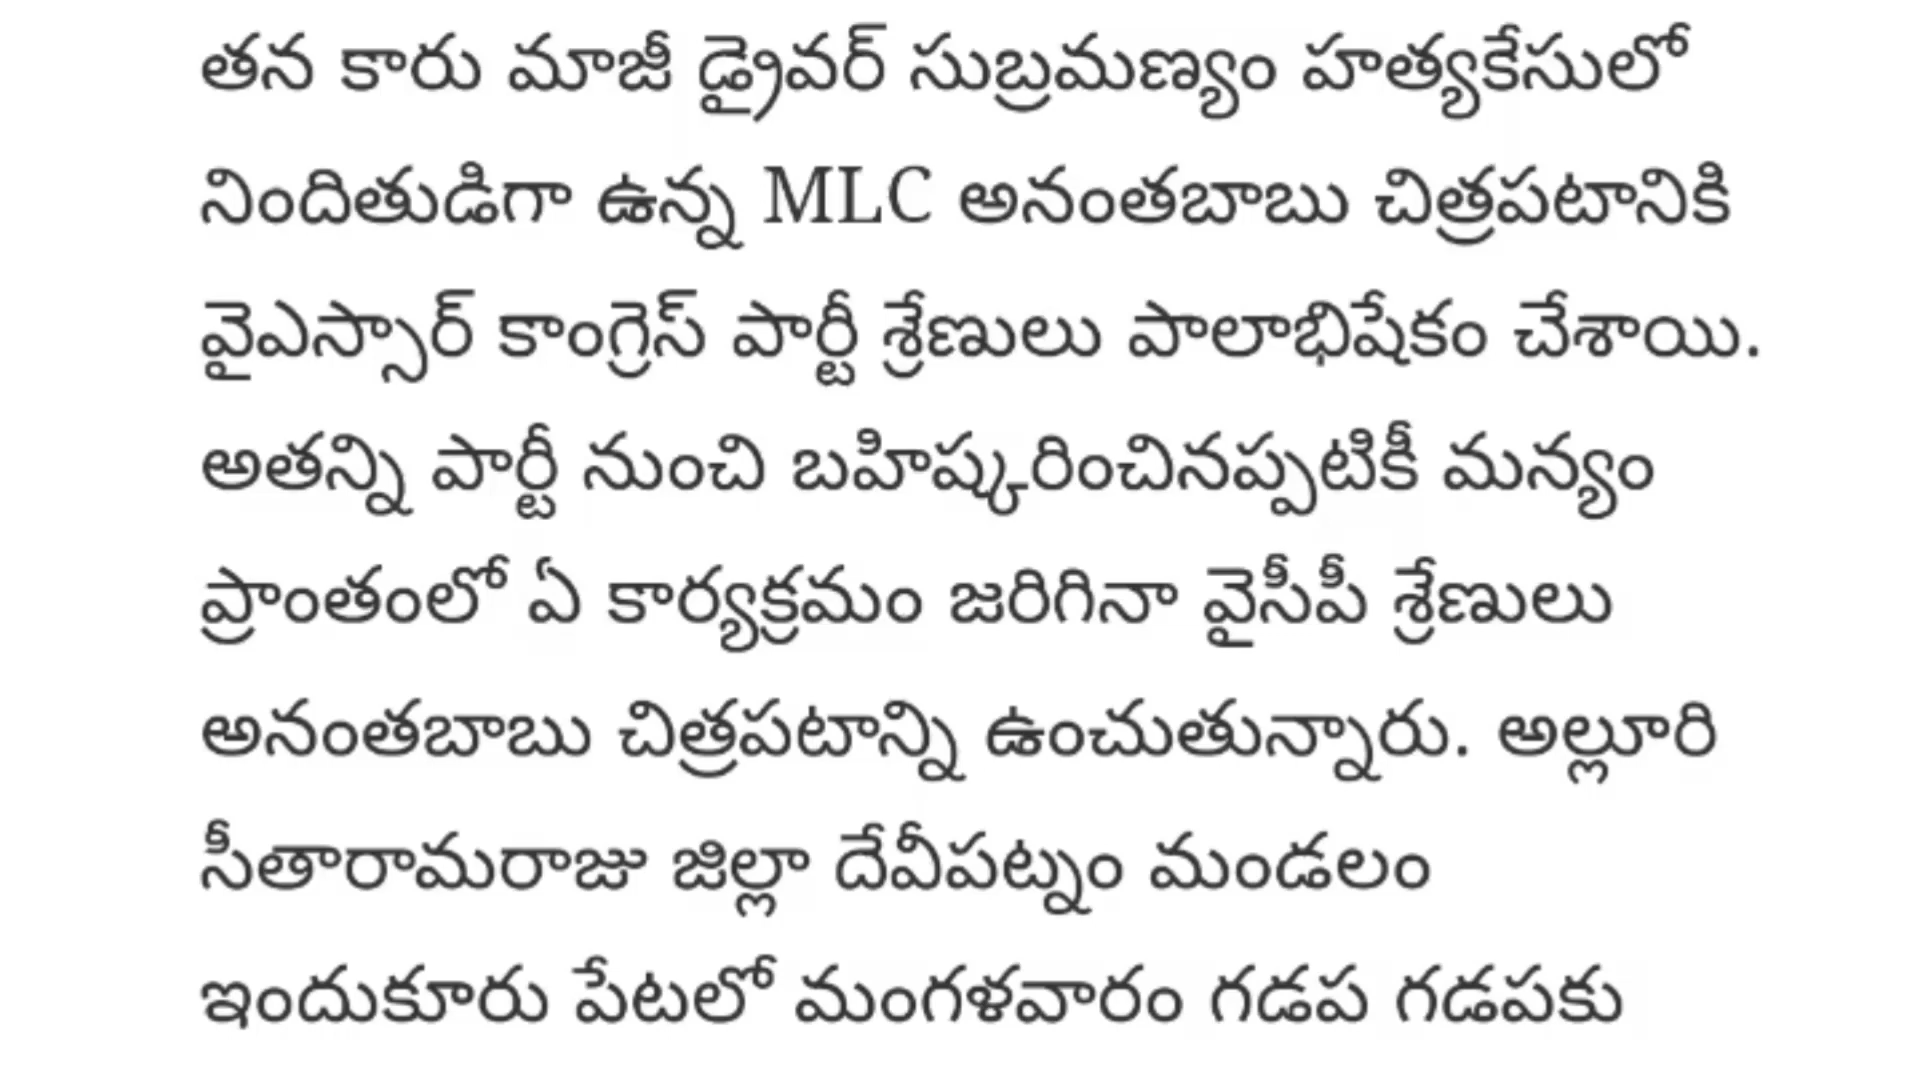 తన కారు మాజీ డ్రైవర్ సుబ్రమణ్యం హత్యకేసులో
నిందితుడిగా ఉన్న MLC అనంతబాబు చిత్రపటానికి
వైఎస్సార్ కాంగ్రెస్ పార్టీ శ్రేణులు పాలాభిషేకం చేశాయి.
అతన్ని పార్టీ నుంచి బహిష్కరించినప్పటికీ మన్యం
ప్రాంతంలో ఏ కార్యక్రమం జరిగినా వైసీపీ శ్రేణులు
అనంతబాబు చిత్రపటాన్ని ఉంచుతున్నారు. అల్లూరి
సీతారామరాజు జిల్లా దేవీపట్నం మండలం
ఇందుకూరు పేటలో మంగళవారం గడప గడపకు